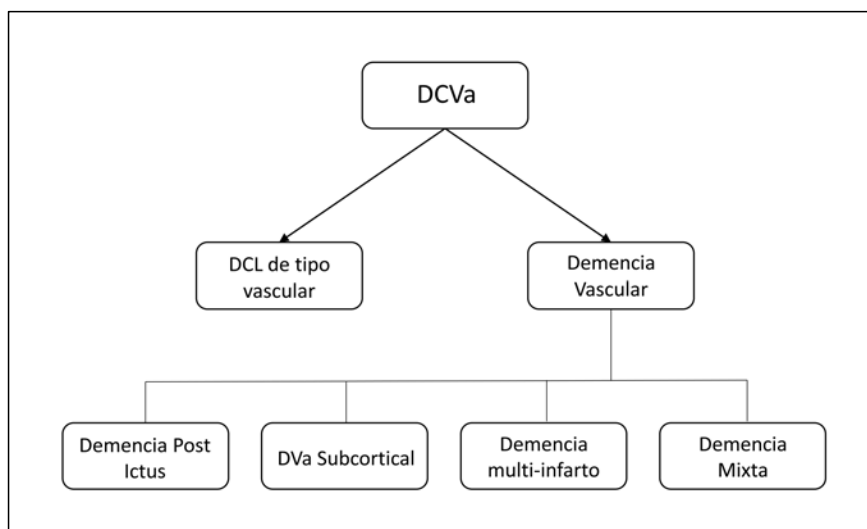 DCVa
DCL de tipo
vascular
Demencia
Vascular
Demencia Post
Ictus
DVa Subcortical
Demencia
multi-infarto
Demencia
Mixta